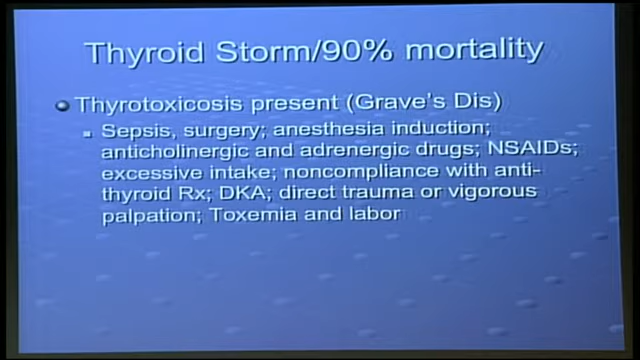 Thyroid Storm/90% mortality
Thyrotoxicosis present (Grave's Dis)
Sepsis, surgery; anesthesia induction;
anticholinergic and adrenergic drugs; NSAIDs;
excessive intake; noncompliance with anti-
thyroid Rx; DKA; direct trauma or vigorous
palpation; Toxemia and labor